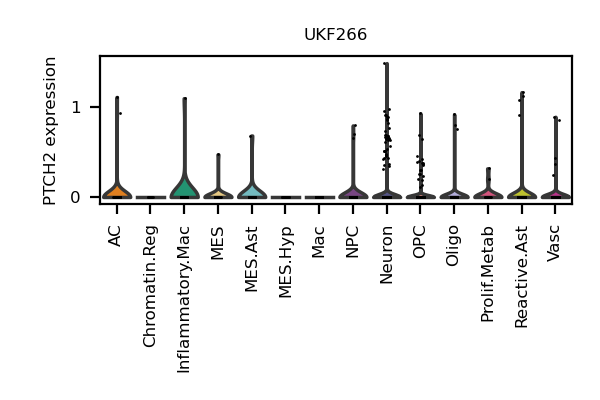 UKF266
PTCH2 expression
1
0
AC
Chromatin.Reg
Inflammatory.Mac
MES
MES.Ast
MES.Hyp
Mac
NPC
Neuron
OPC
Oligo
Prolif.Metab
Reactive.Ast
Vasc